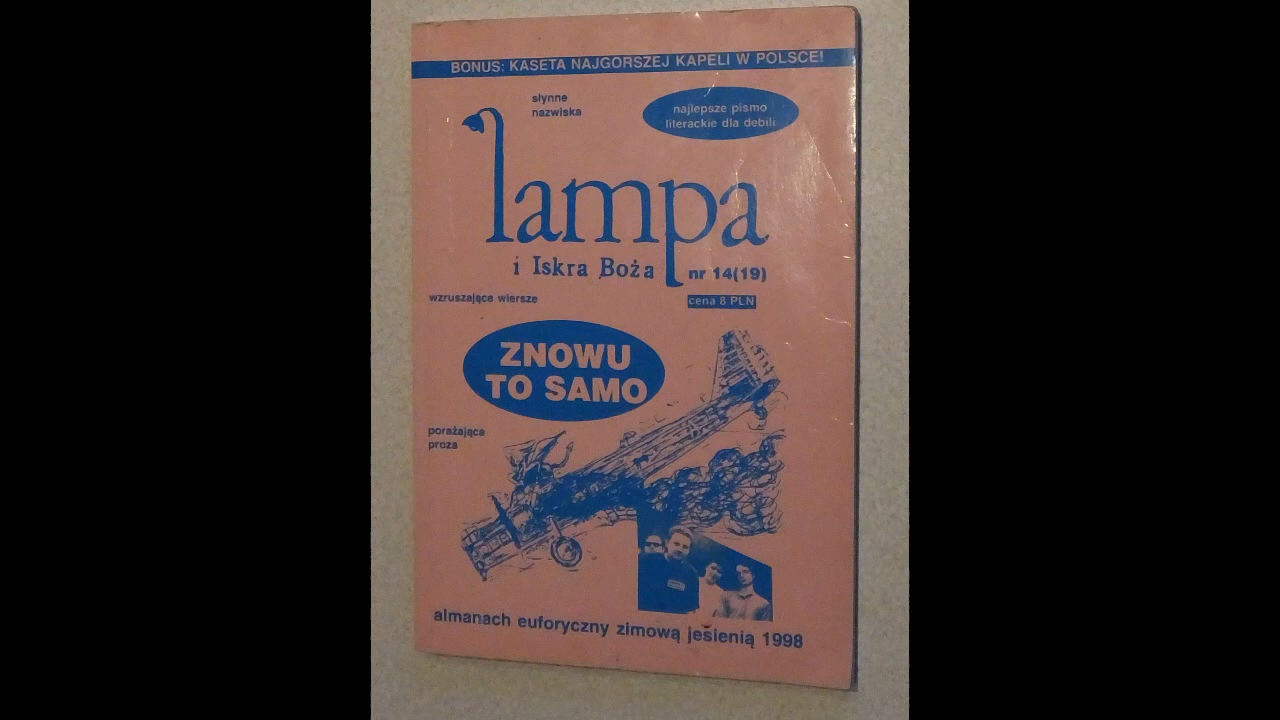 BONUS: KASETA NAJGORSZEJ KAPELI W POLSCE!
słynne
nazwiska
najlepsze pismo
literackie dla debili
lampa
i Iskra Boża
nr 14(19)
wzruszające wiersze
cena 8 PLN
ZNOWU
TO SAMO
porażająca
proza
almanach euforyczny zimową jesienią 1998